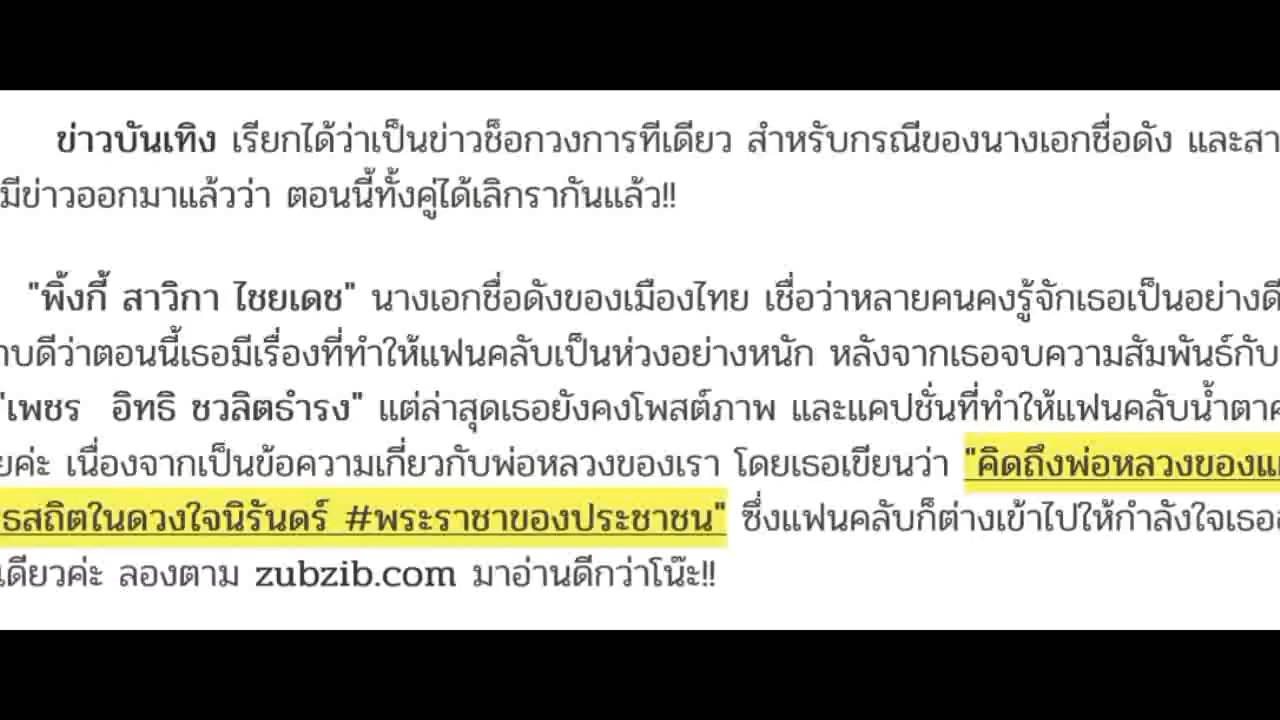 ข่าวบันเทิง เรียกได้ว่าเป็นข่าวช็อกวงการทีเดียว สำหรับกรณีของนางเอกชื่อดัง และสา
มีข่าวออกมาแล้วว่า ตอนนี้ทั้งคู่ได้เลิกรากันแล้ว!!
"พิ้งกี้ สาวิกา ไชยเดช" นางเอกชื่อดังของเมืองไทย เชื่อว่าหลายคนคงรู้จักเธอเป็นอย่างดี
าบดีว่าตอนนี้เธอมีเรื่องที่ทำให้แฟนคลับเป็นห่วงอย่างหนัก หลังจากเธอจบความสัมพันธ์กับ
"เพชร อิทธิ ชวลิตธำรง" แต่ล่าสุดเธอยังคงโพสต์ภาพ และแคปชั่นที่ทำให้แฟนคลับน้ำตาค
ยค่ะ เนื่องจากเป็นข้อความเกี่ยวกับพ่อหลวงของเรา โดยเธอเขียนว่า "คิดถึงพ่อหลวงของแ
ธสถิตในดวงใจนิรันดร์ #พระราชาของประชาชน" ซึ่งแฟนคลับก็ต่างเข้าไปให้กำลังใจเธอ
เดียวค่ะ ลองตาม zubzib.com มาอ่านดีกว่าโน๊ะ!!